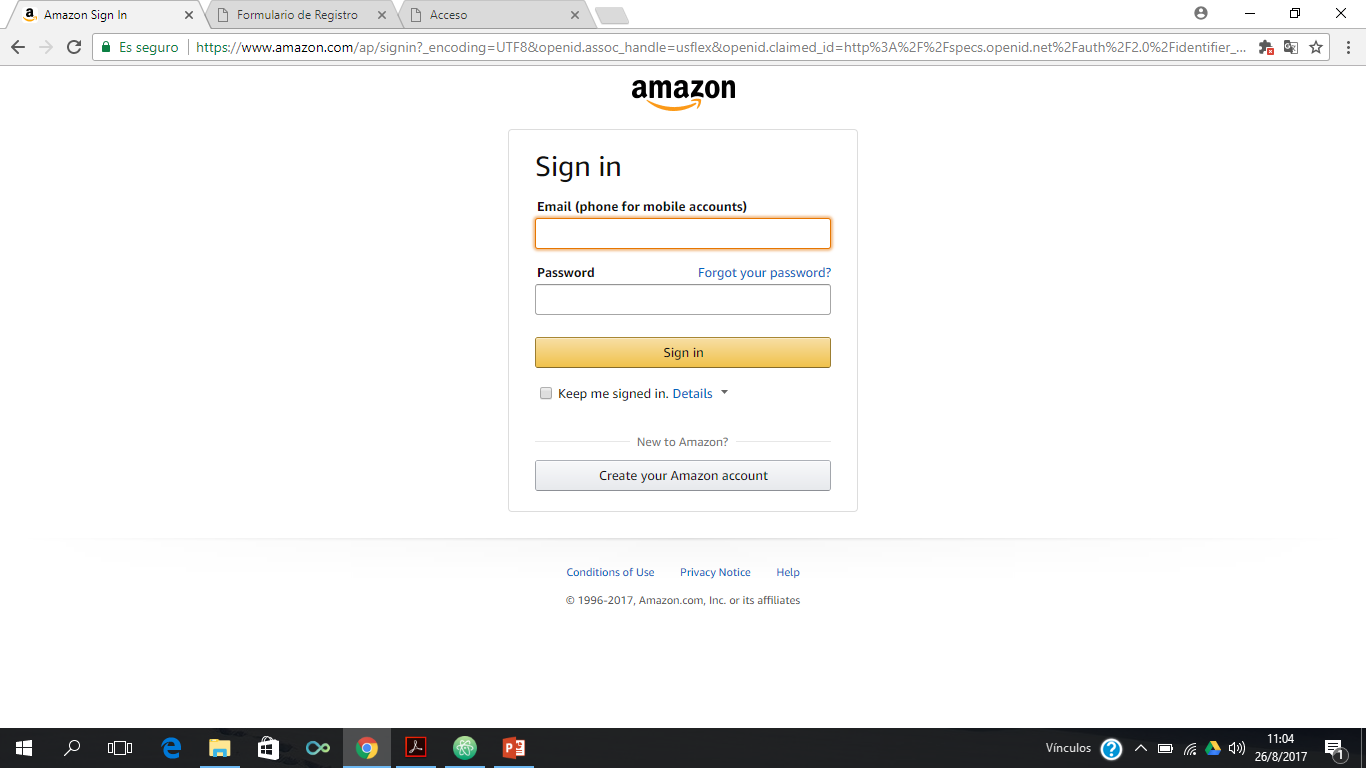 Amazon Sign In
Formulario de Registro
Acceso
Es seguro
https://www.amazon.com/ap/signin?_encoding=UTF8&openid.assoc_handle=usflex&openid.claimed_id=http%3A%2F%2Fspecs.openid.net%2Fauth%2F2.0%2Fidentifier_...
amazon
Sign in
Email (phone for mobile accounts)
Password
Forgot your password?
Sign in
Keep me signed in. Details
New to Amazon?
Create your Amazon account
Conditions of Use
Privacy Notice
Help
© 1996-2017, Amazon.com, Inc. or its affiliates
Vínculos
11:04
26/8/2017
1